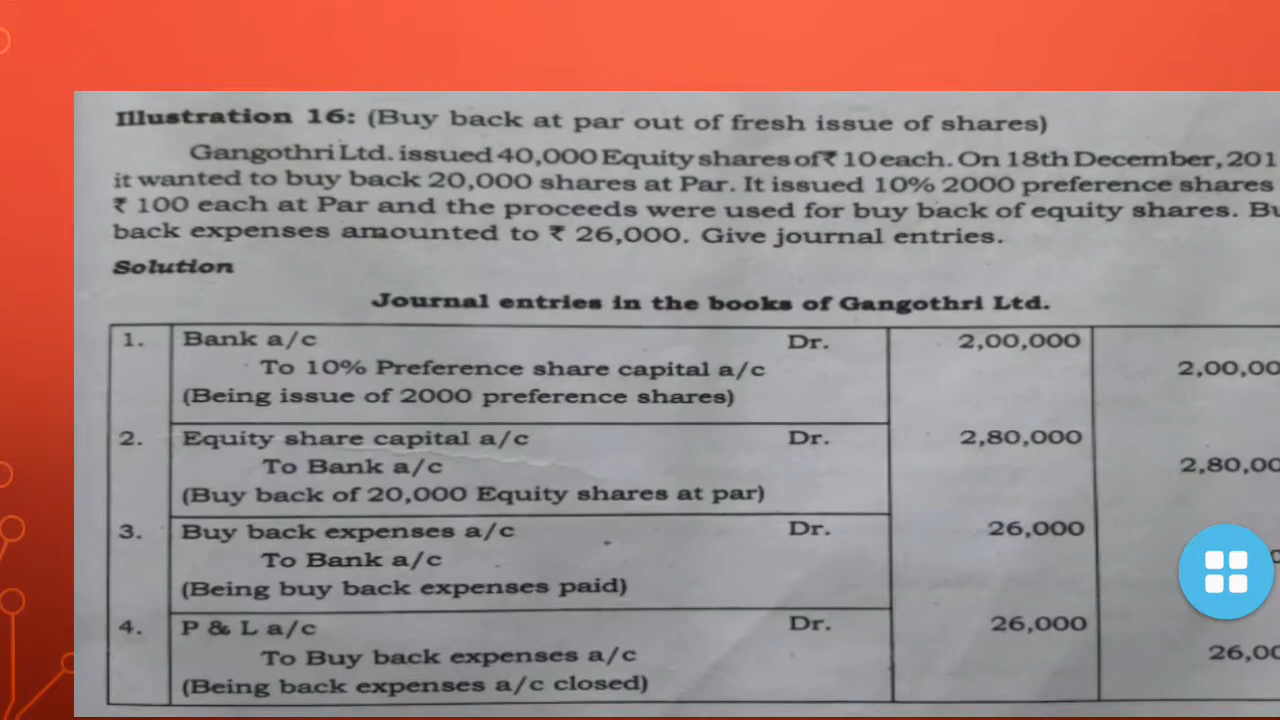 Illustration 16: (Buy back at par out of fresh issue of shares)
Gangothri Ltd. issued 40,000 Equity shares of ₹ 10 each. On 18th December, 201
it wanted to buy back 20,000 shares at Par. It issued 10% 2000 preference shares
₹ 100 each at Par and the proceeds were used for buy back of equity shares. Bu
back expenses amounted to ₹ 26,000. Give journal entries.
Solution
Journal entries in the books of Gangothri Ltd.
1. Bank a/c Dr. 2,00,000
To 10% Preference share capital a/c 2,00,00
(Being issue of 2000 preference shares)
2. Equity share capital a/c Dr. 2,80,000
To Bank a/c 2,80,00
(Buy back of 20,000 Equity shares at par)
3. Buy back expenses a/c Dr. 26,000
To Bank a/c
(Being buy back expenses paid)
4. P & L a/c Dr. 26,000
To Buy back expenses a/c 26,00
(Being back expenses a/c closed)